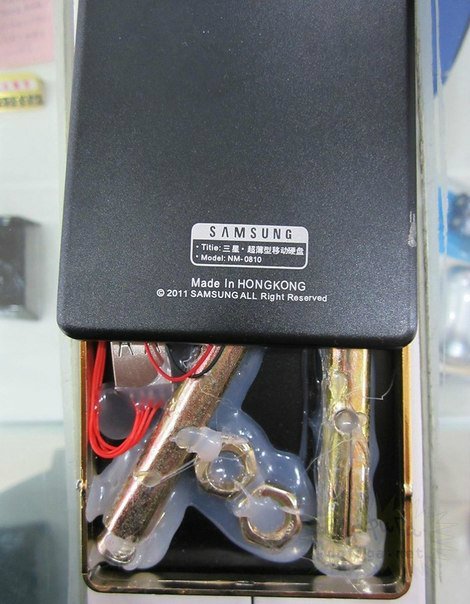 SAMSUNG
· Title: 三星 · 超薄型移动硬盘
· Model: NM-0810
Made In HONGKONG
© 2011 SAMSUNG ALL Right Reserved